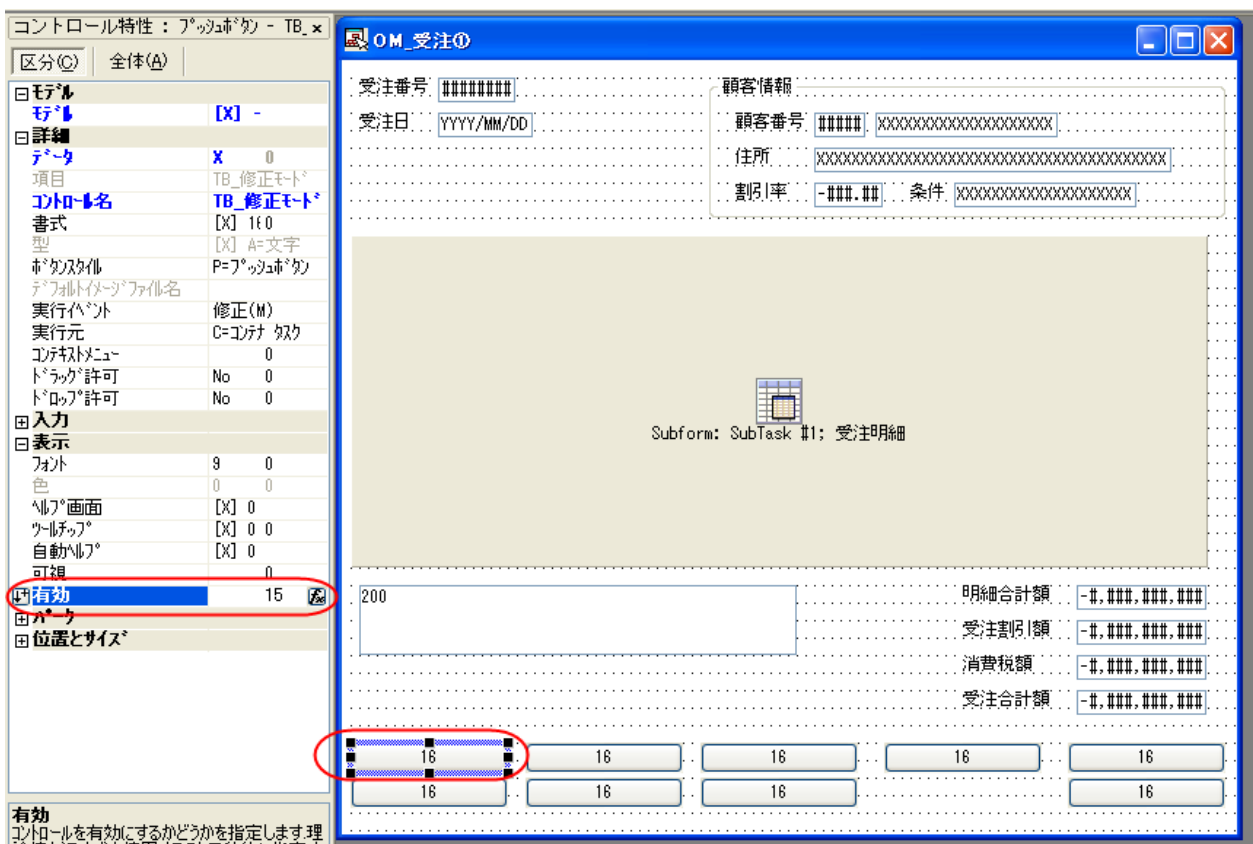 コントロール特性 : プッシュボタン - TB_ x
区分(C) 全体(A)
モデル
モデル [X] -
詳細
データ X 0
項目 TB_修正モード
コントロール名 TB_修正モード
書式 [X] 160
型 [X] A=文字
ボタンスタイル P=プッシュボタン
デフォルトイメージファイル名
実行イベント 修正(M)
実行元 C=コンテナ タスク
コンテキストメニュー 0
ドラッグ許可 No 0
ドロップ許可 No 0
入力
表示
フォント 9 0
色 0 0
ヘルプ画面 [X] 0
ツールチップ [X] 0 0
自動ヘルプ [X] 0
可視 0
有効 15
パーク
位置とサイズ
有効
コントロールを有効にするかどうかを指定します.理
OM_受注①
受注番号 ########
受注日 YYYY/MM/DD
顧客情報
顧客番号 ##### XXXXXXXXXXXXXXXXXXXX
住所 XXXXXXXXXXXXXXXXXXXXXXXXXXXXXXXXXXXXXXXX
割引率 -###.## 条件 XXXXXXXXXXXXXXXXXXXX
Subform: SubTask #1; 受注明細
200
明細合計額 -#,###,###,###
受注割引額 -#,###,###,###
消費税額 -#,###,###,###
受注合計額 -#,###,###,###
16 16 16 16 16
16 16 16 16